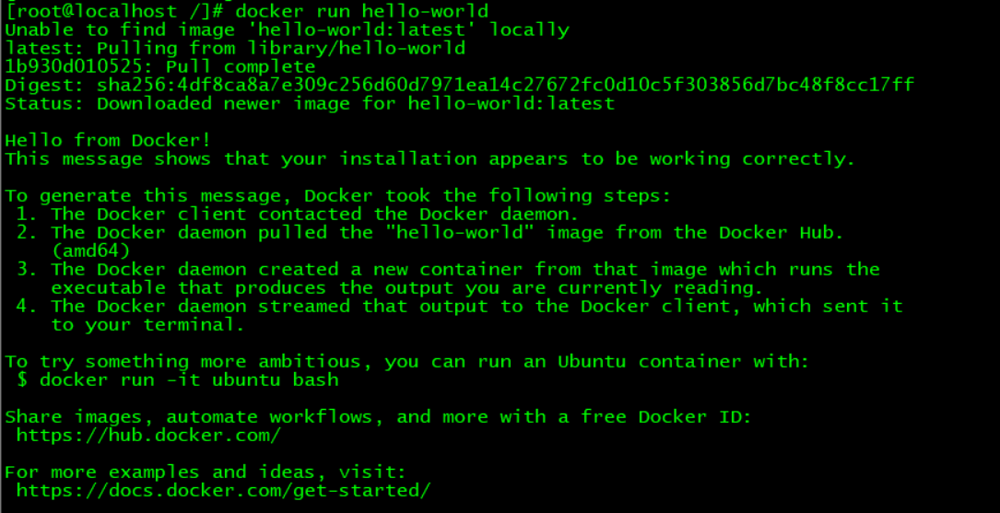 [root@localhost /]# docker run hello-world
Unable to find image 'hello-world:latest' locally
latest: Pulling from library/hello-world
1b930d010525: Pull complete
Digest: sha256:4df8ca8a7e309c256d60d7971ea14c27672fc0d10c5f303856d7bc48f8cc17ff
Status: Downloaded newer image for hello-world:latest

Hello from Docker!
This message shows that your installation appears to be working correctly.

To generate this message, Docker took the following steps:
 1. The Docker client contacted the Docker daemon.
 2. The Docker daemon pulled the "hello-world" image from the Docker Hub.
    (amd64)
 3. The Docker daemon created a new container from that image which runs the
    executable that produces the output you are currently reading.
 4. The Docker daemon streamed that output to the Docker client, which sent it
    to your terminal.

To try something more ambitious, you can run an Ubuntu container with:
 $ docker run -it ubuntu bash

Share images, automate workflows, and more with a free Docker ID:
 https://hub.docker.com/

For more examples and ideas, visit:
 https://docs.docker.com/get-started/